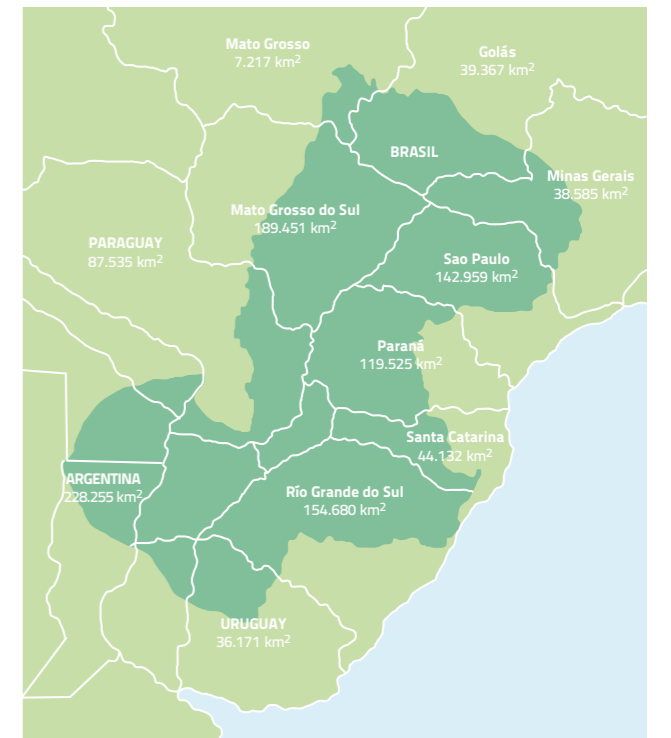 Mato Grosso
7.217 km²
Golás
39.367 km²
BRASIL
Minas Gerais
38.585 km²
Mato Grosso do Sul
189.451 km²
PARAGUAY
87.535 km²
Sao Paulo
142.959 km²
Paraná
119.525 km²
Santa Catarina
44.132 km²
ARGENTINA
228.255 km²
Río Grande do Sul
154.680 km²
URUGUAY
36.171 km²